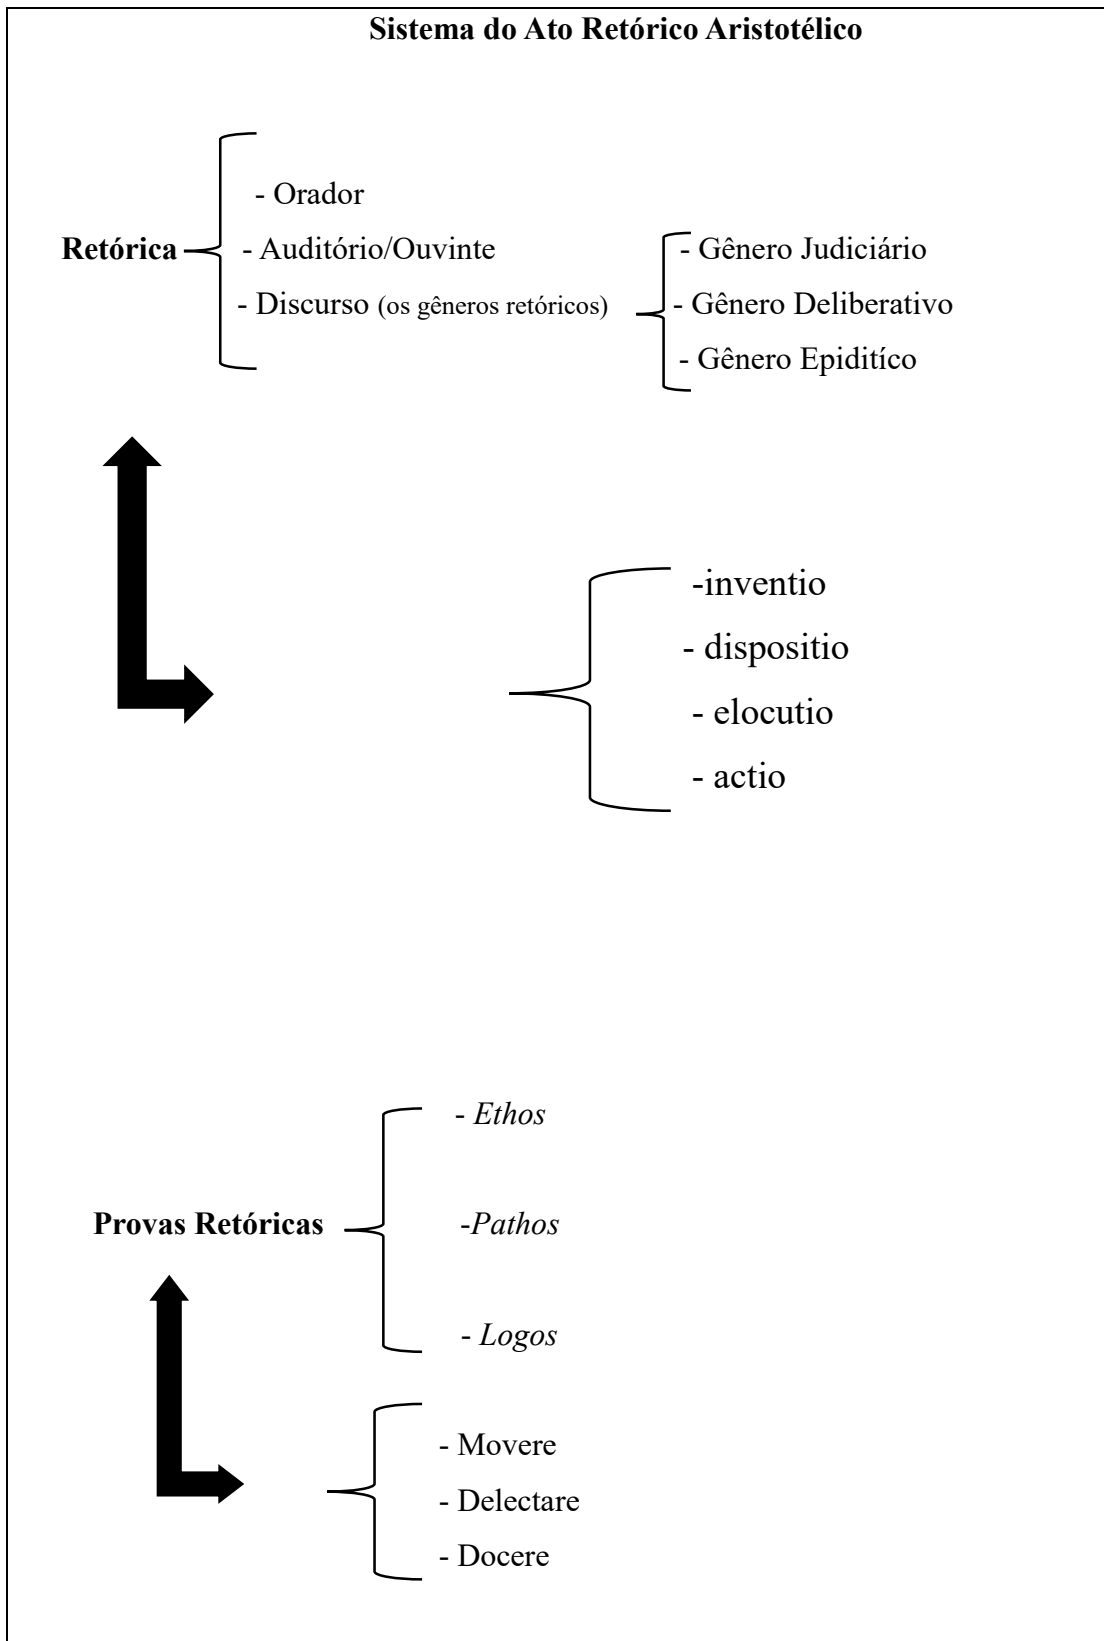 Sistema do Ato Retórico Aristotélico
- Orador
Retórica - Auditório/Ouvinte - Gênero Judiciário
- Discurso (os gêneros retóricos) - Gênero Deliberativo
- Gênero Epiditíco
-inventio
- dispositio
- elocutio
- actio
- Ethos
Provas Retóricas -Pathos
- Logos
- Movere
- Delectare
- Docere